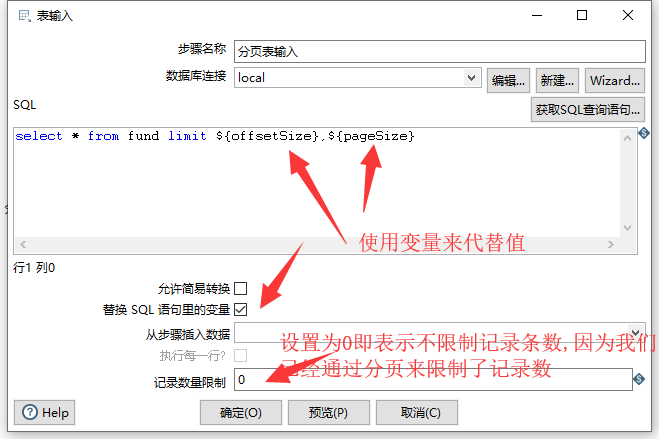 表输入
步骤名称
分页表输入
数据库连接
local
编辑...
新建...
Wizard...
SQL
获取SQL查询语句...
select * from fund limit ${offsetSize},${pageSize}
使用变量来代替值
行1 列0
允许简易转换
替换 SQL 语句里的变量
从步骤插入数据
设置为0即表示不限制记录条数,因为我们
已经通过分页来限制了记录数
执行每一行?
记录数量限制
0
Help
确定(O)
预览(P)
取消(C)